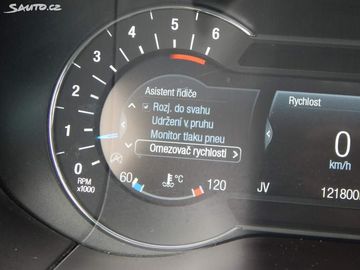 SAUTO.CZ
4
5
6
3
2
1
0
RPM
x1000
Asistent řidiče
Rozj. do svahu
Udržení v pruhu
Monitor tlaku pneu
Omezovač rychlosti
60
°C
120
Rychlost
0
km/h
JV
121800